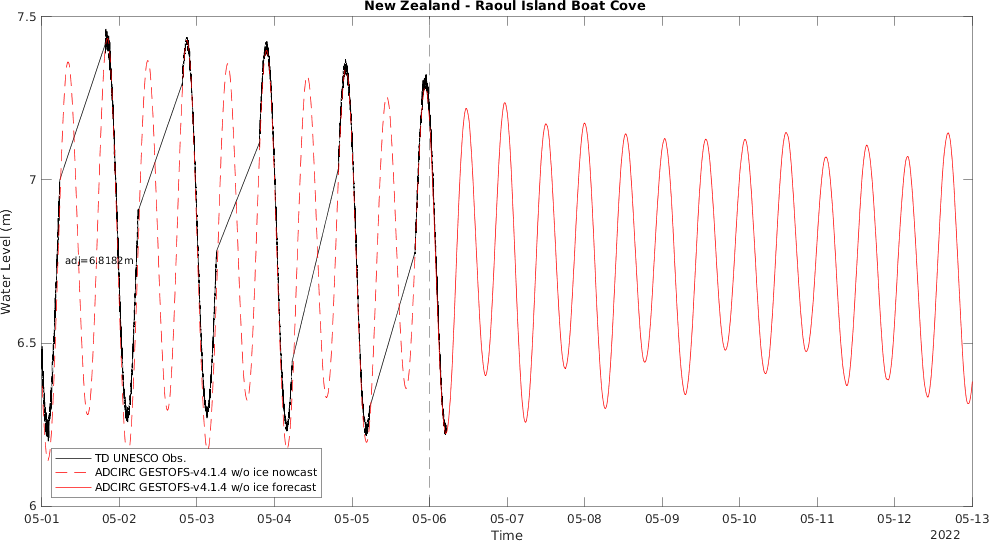 New Zealand - Raoul Island Boat Cove
7.5
7
6.5
6
Water Level (m)
adj=6.8182m
TD UNESCO Obs.
ADCIRC GESTOFS-v4.1.4 w/o ice nowcast
ADCIRC GESTOFS-v4.1.4 w/o ice forecast
05-01 05-02 05-03 05-04 05-05 05-06 05-07 05-08 05-09 05-10 05-11 05-12 05-13
Time
2022